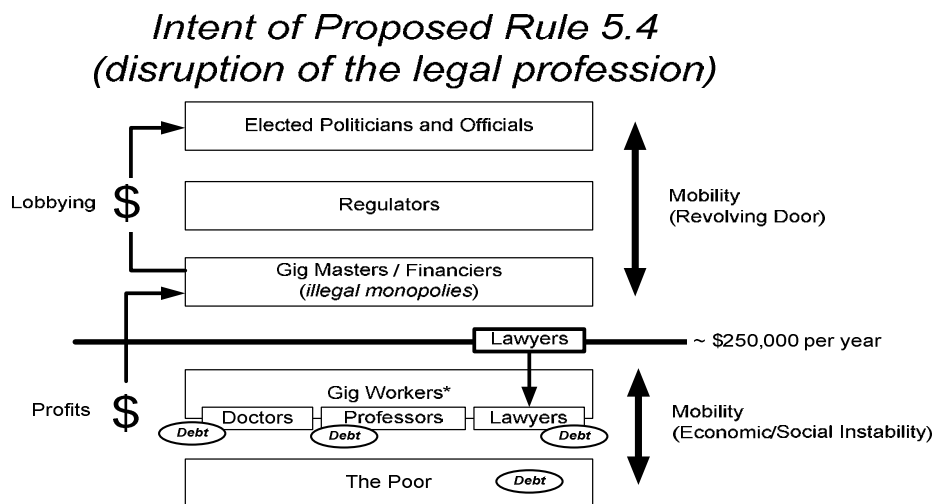 Intent of Proposed Rule 5.4
(disruption of the legal profession)
Elected Politicians and Officials
Lobbying $
Regulators
Mobility
(Revolving Door)
Gig Masters / Financiers
(illegal monopolies)
Lawyers
~ $250,000 per year
Gig Workers*
Profits $
Doctors
Professors
Lawyers
Debt
Debt
Debt
Mobility
(Economic/Social Instability)
The Poor
Debt